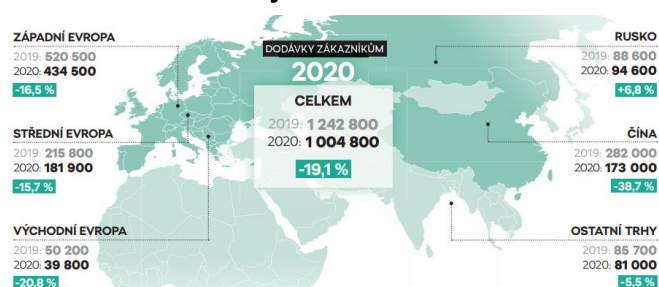 ZÁPADNÍ EVROPA
2019: 520 500
2020: 434 500
-16,5 %
STŘEDNÍ EVROPA
2019: 215 800
2020: 181 900
-15,7 %
VÝCHODNÍ EVROPA
2019: 50 200
2020: 39 800
-20,8 %
DODÁVKY ZÁKAZNÍKŮM
2020
CELKEM
2019: 1 242 800
2020: 1 004 800
-19,1 %
RUSKO
2019: 88 600
2020: 94 600
+6,8 %
ČÍNA
2019: 282 000
2020: 173 000
-38,7 %
OSTATNÍ TRHY
2019: 85 700
2020: 81 000
-5,5 %